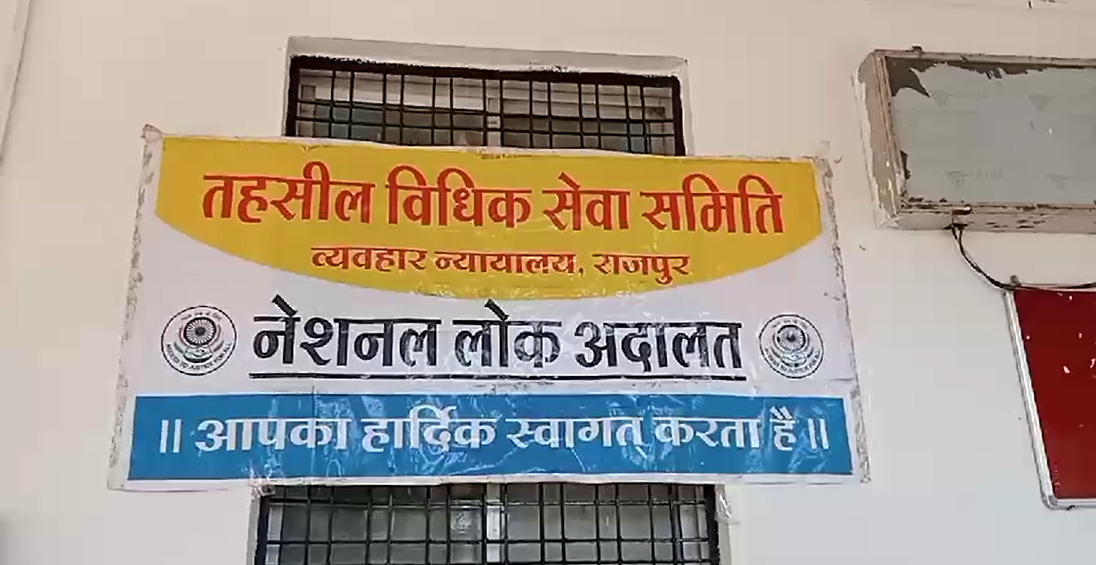 तहसील विधिक सेवा समिति
व्यवहार न्यायालय, राजपुर
नेशनल लोक अदालत
|| आपका हार्दिक स्वागत् करता है ||